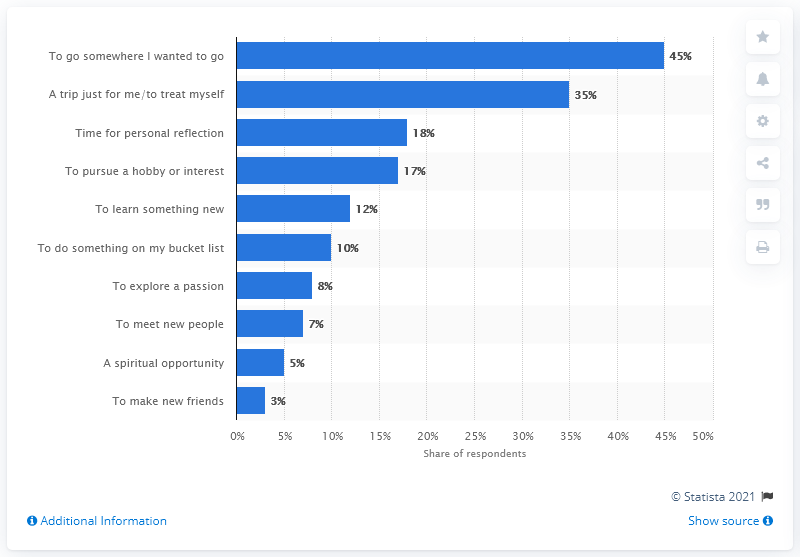 To go somewhere I wanted to go 45%
A trip just for me/to treat myself 35%
Time for personal reflection 18%
To pursue a hobby or interest 17%
To learn something new 12%
To do something on my bucket list 10%
To explore a passion 8%
To meet new people 7%
A spiritual opportunity 5%
To make new friends 3%
0% 5% 10% 15% 20% 25% 30% 35% 40% 45% 50%
Share of respondents
© Statista 2021
Additional Information Show source